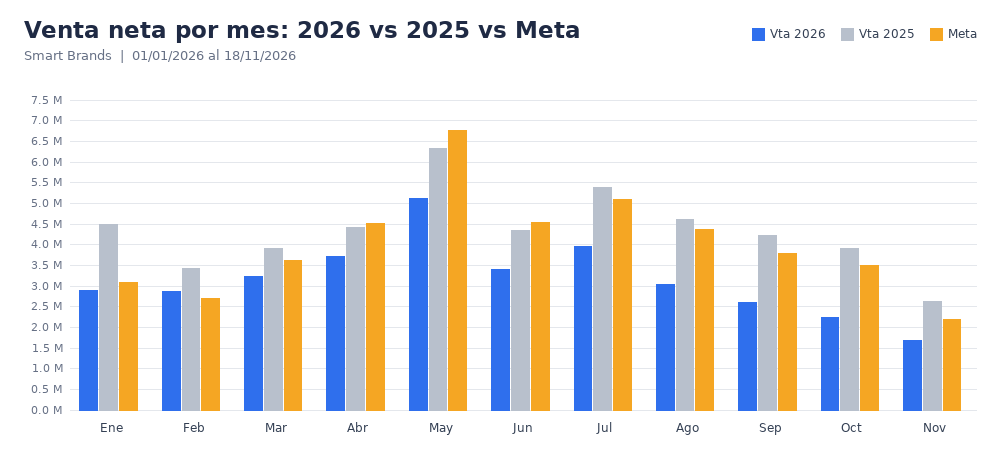 Venta neta por mes: 2026 vs 2025 vs Meta
Smart Brands | 01/01/2026 al 18/11/2026
Vta 2026 Vta 2025 Meta
7.5 M
7.0 M
6.5 M
6.0 M
5.5 M
5.0 M
4.5 M
4.0 M
3.5 M
3.0 M
2.5 M
2.0 M
1.5 M
1.0 M
0.5 M
0.0 M
Ene Feb Mar Abr May Jun Jul Ago Sep Oct Nov